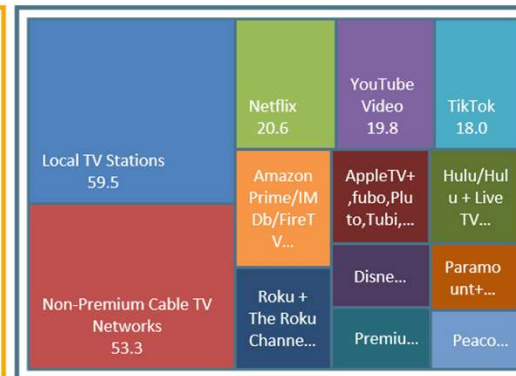 Local TV Stations
59.5
Non-Premium Cable TV
Networks
53.3
Netflix
20.6
YouTube
Video
19.8
TikTok
18.0
Amazon
Prime/IM
Db/FireT
V...
AppleTV+
,fubo,Plu
to,Tubi,...
Hulu/Hul
u + Live
TV...
Roku +
The Roku
Channe...
Disne...
Paramo
unt+...
Premiu...
Peaco...